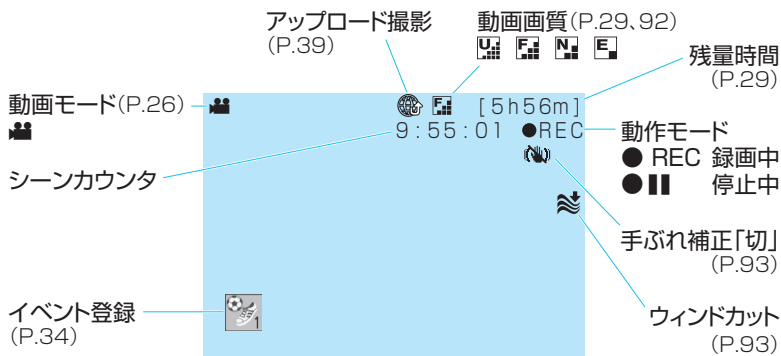 アップロード撮影
(P.39)
動画画質(P.29、92)
U F N E
残量時間
(P.29)
動画モード(P.26)
F [5h56m]
9:55:01 ●REC
動作モード
● REC 録画中
●▮▮ 停止中
シーンカウンタ
手ぶれ補正「切」
(P.93)
イベント登録
(P.34)
1
ウィンドカット
(P.93)